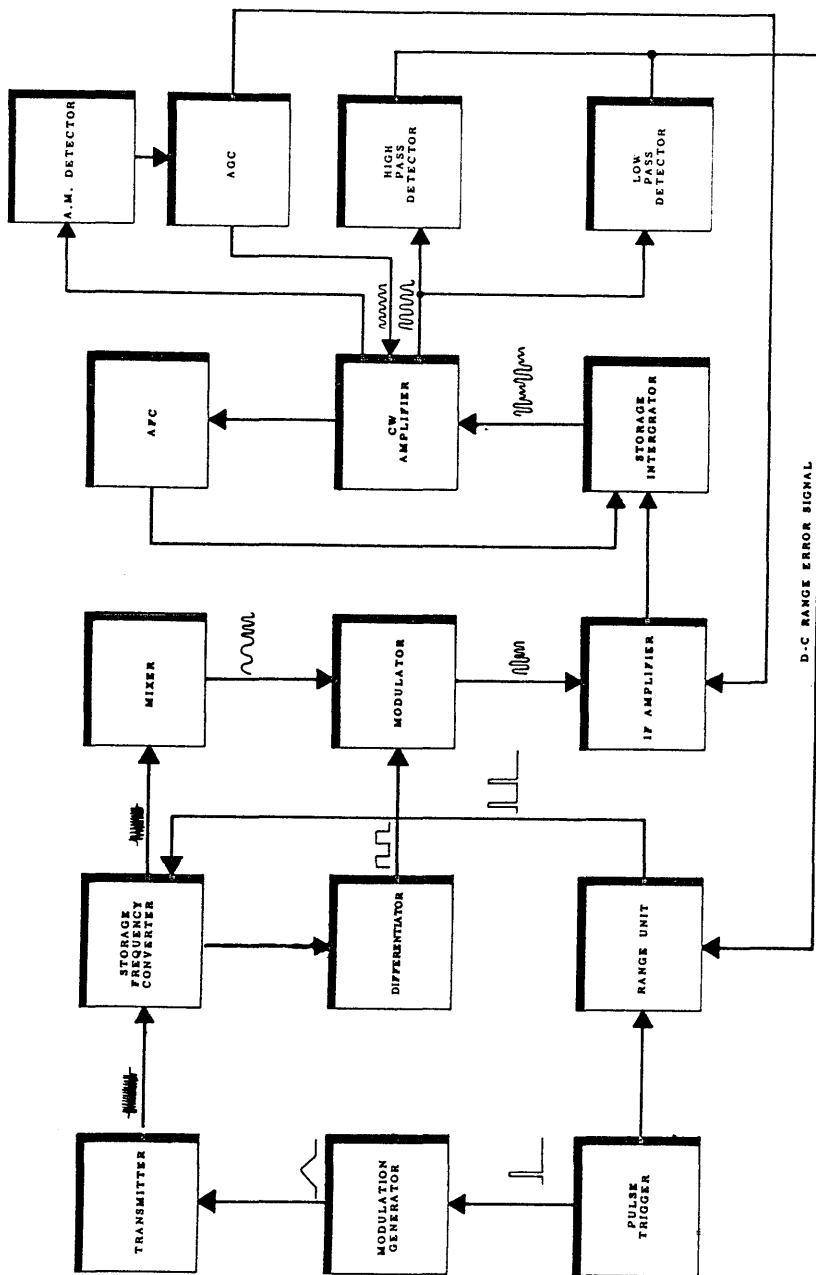 TRANSMITTER
STORAGE
FREQUENCY
CONVERTER
MIXER
AFC
A.M. DETECTOR
AGC
MODULATION
GENERATOR
DIFFERENTIATOR
MODULATOR
CW
AMPLIFIER
HIGH
PASS
DETECTOR
PULSE
TRIGGER
RANGE UNIT
IF AMPLIFIER
STORAGE
INTERGRATOR
LOW
PASS
DETECTOR
D-C RANGE ERROR SIGNAL